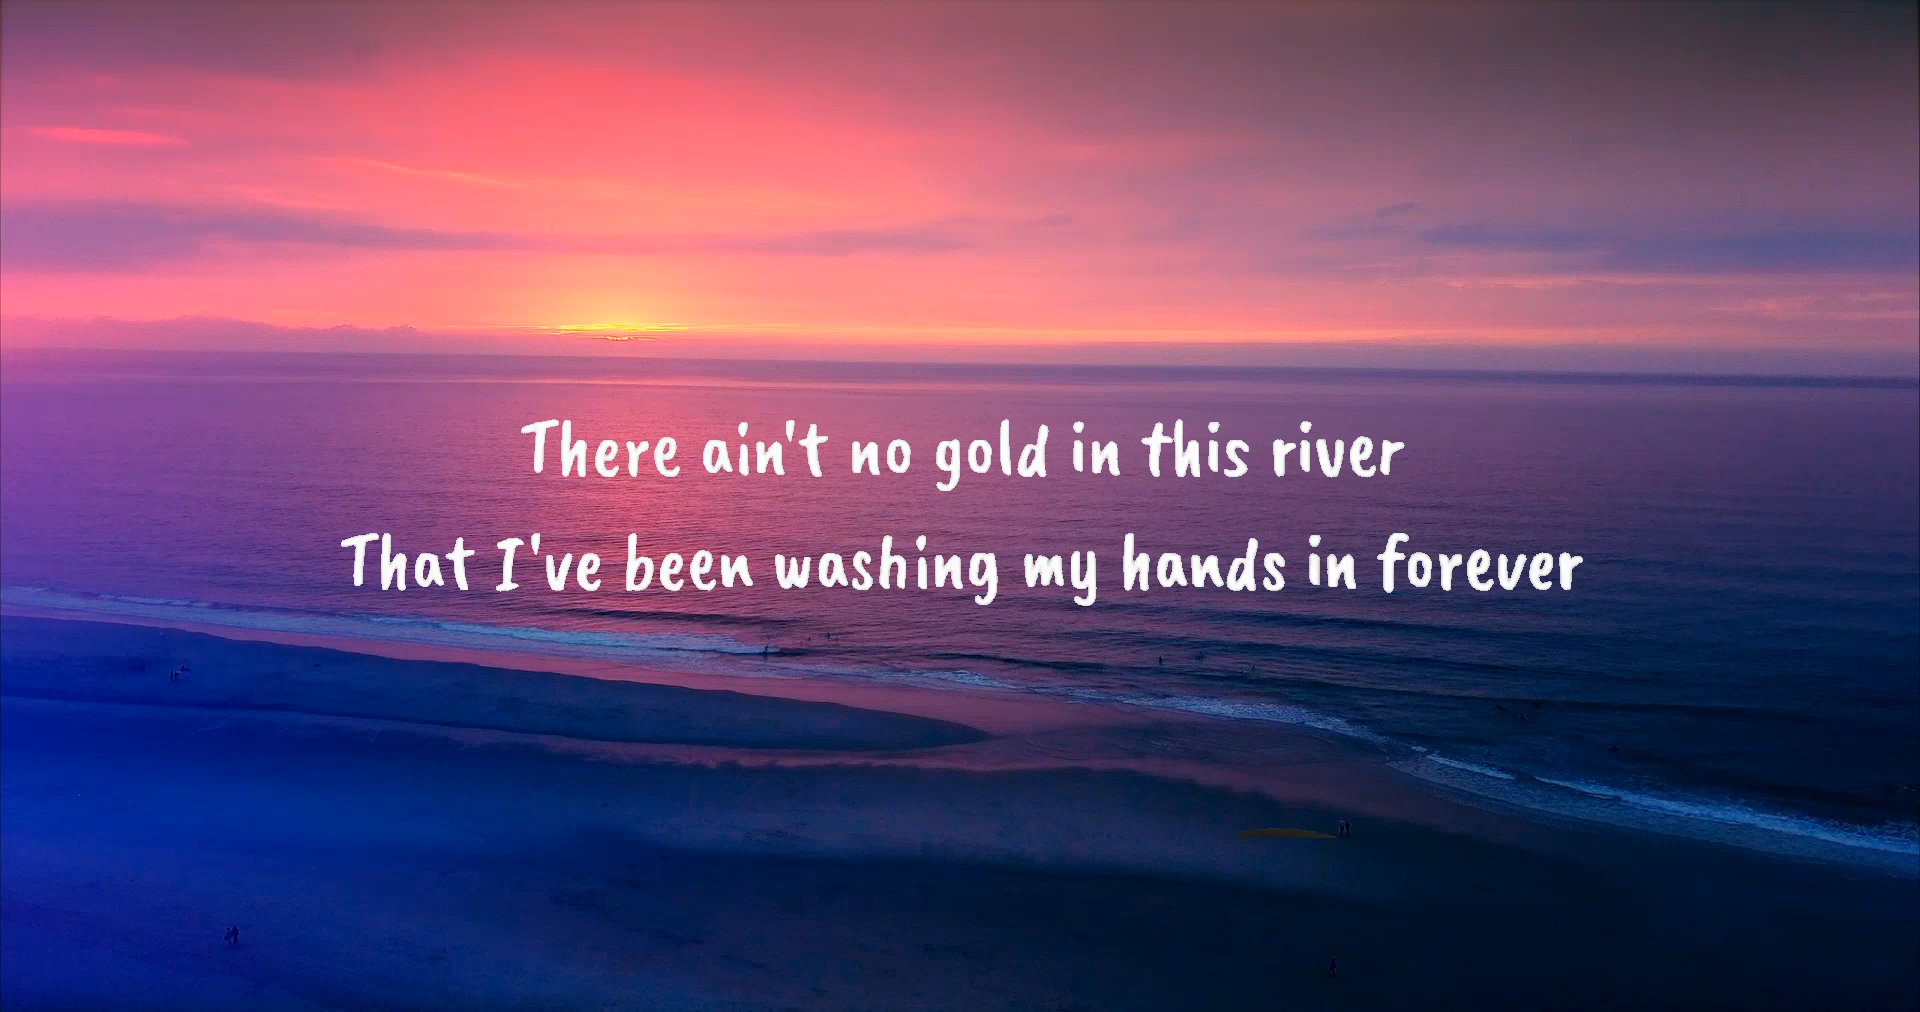 There ain't no gold in this river
That I've been washing my hands in forever